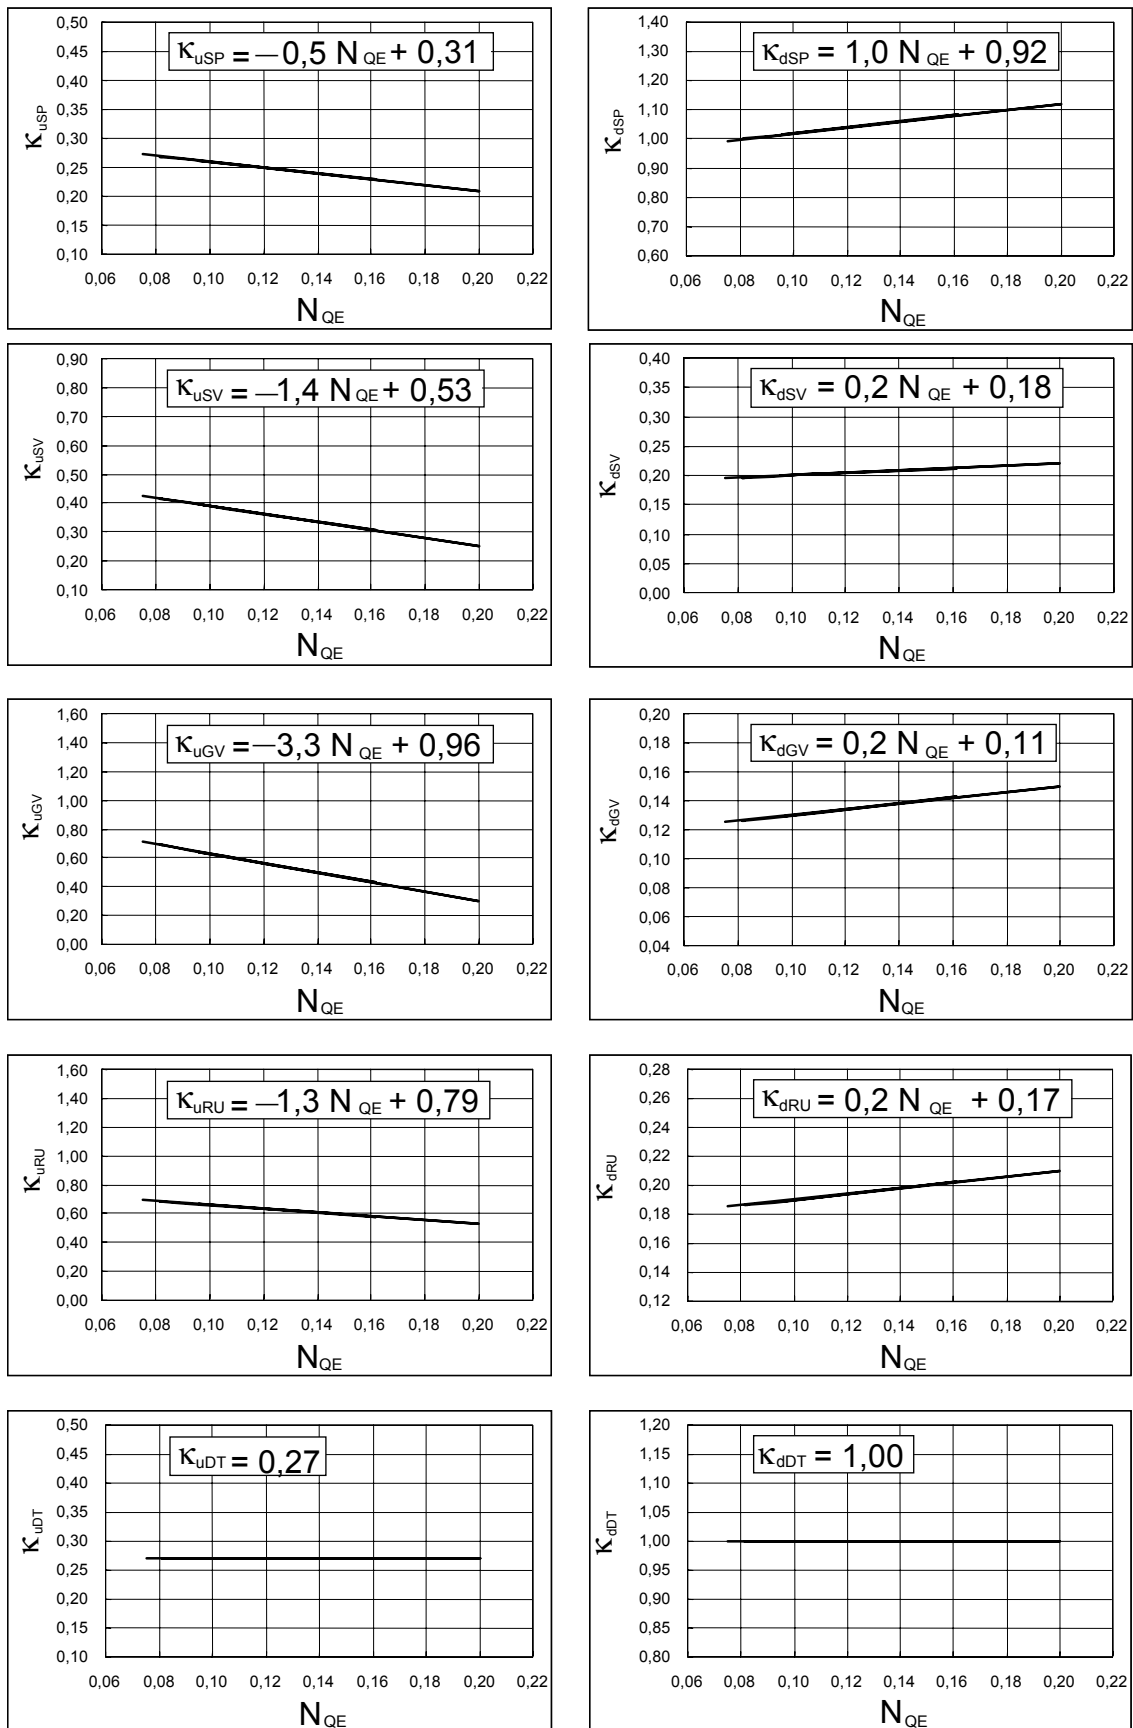 κuSP = –0,5 NQE + 0,31
0,50
0,45
0,40
0,35
0,30
0,25
0,20
0,15
0,10
κuSP
0,06 0,08 0,10 0,12 0,14 0,16 0,18 0,20 0,22
NQE
κdSP = 1,0 NQE + 0,92
1,40
1,30
1,20
1,10
1,00
0,90
0,80
0,70
0,60
κdSP
0,06 0,08 0,10 0,12 0,14 0,16 0,18 0,20 0,22
NQE
κuSV = –1,4 NQE + 0,53
0,90
0,80
0,70
0,60
0,50
0,40
0,30
0,20
0,10
κuSV
0,06 0,08 0,10 0,12 0,14 0,16 0,18 0,20 0,22
NQE
κdSV = 0,2 NQE + 0,18
0,40
0,35
0,30
0,25
0,20
0,15
0,10
0,05
0,00
κdSV
0,06 0,08 0,10 0,12 0,14 0,16 0,18 0,20 0,22
NQE
κuGV = –3,3 NQE + 0,96
1,60
1,40
1,20
1,00
0,80
0,60
0,40
0,20
0,00
κuGV
0,06 0,08 0,10 0,12 0,14 0,16 0,18 0,20 0,22
NQE
κdGV = 0,2 NQE + 0,11
0,20
0,18
0,16
0,14
0,12
0,10
0,08
0,06
0,04
κdGV
0,06 0,08 0,10 0,12 0,14 0,16 0,18 0,20 0,22
NQE
κuRU = –1,3 NQE + 0,79
1,60
1,40
1,20
1,00
0,80
0,60
0,40
0,20
0,00
κuRU
0,06 0,08 0,10 0,12 0,14 0,16 0,18 0,20 0,22
NQE
κdRU = 0,2 NQE + 0,17
0,28
0,26
0,24
0,22
0,20
0,18
0,16
0,14
0,12
κdRU
0,06 0,08 0,10 0,12 0,14 0,16 0,18 0,20 0,22
NQE
κuDT = 0,27
0,50
0,45
0,40
0,35
0,30
0,25
0,20
0,15
0,10
κuDT
0,06 0,08 0,10 0,12 0,14 0,16 0,18 0,20 0,22
NQE
κdDT = 1,00
1,20
1,15
1,10
1,05
1,00
0,95
0,90
0,85
0,80
κdDT
0,06 0,08 0,10 0,12 0,14 0,16 0,18 0,20 0,22
NQE